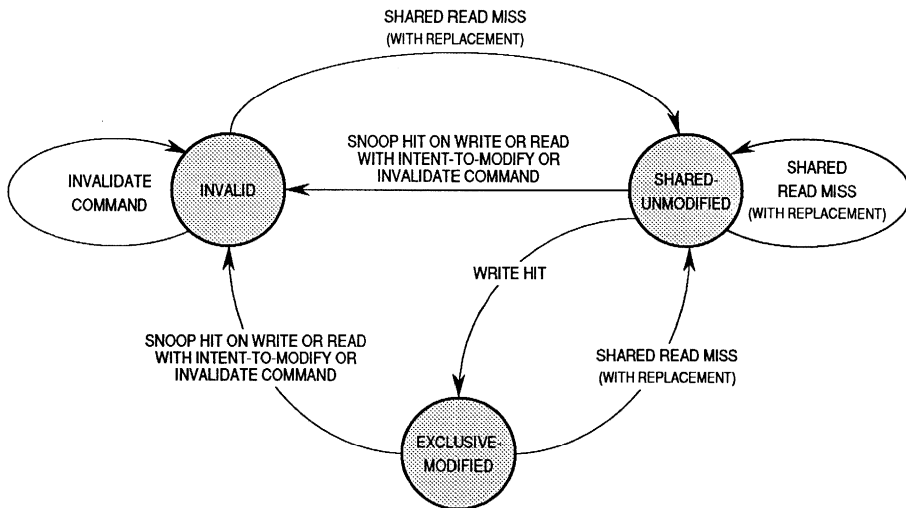 SHARED READ MISS
(WITH REPLACEMENT)
SNOOP HIT ON WRITE OR READ
WITH INTENT-TO-MODIFY OR
INVALIDATE COMMAND
INVALIDATE
COMMAND
INVALID
SHARED-
UNMODIFIED
SHARED
READ MISS
(WITH REPLACEMENT)
WRITE HIT
SNOOP HIT ON WRITE OR READ
WITH INTENT-TO-MODIFY OR
INVALIDATE COMMAND
SHARED READ MISS
(WITH REPLACEMENT)
EXCLUSIVE-
MODIFIED